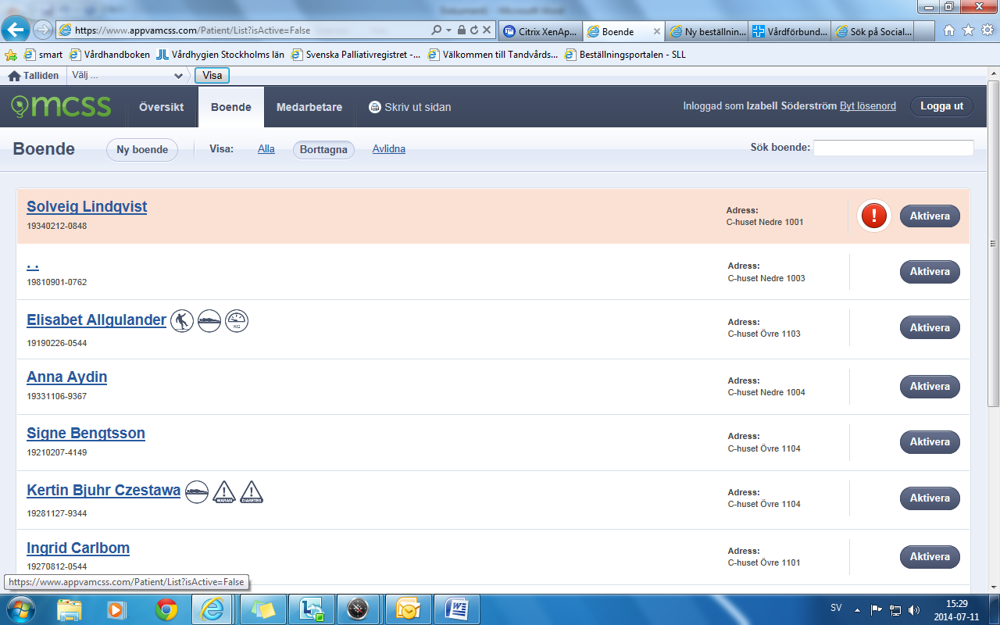 https://www.appvamcss.com/Patient/List?isActive=False
Citrix XenAp...
Boende
Ny beställnin...
Vårdförbund...
Sök på Social...
smart
Vårdhandboken
Vårdhygien Stockholms län
Svenska Palliativregistret -...
Välkommen till Tandvårds...
Beställningsportalen - SLL
Talliden
Välj ...
Visa
mcss
Översikt
Boende
Medarbetare
Skriv ut sidan
Inloggad som Izabell Söderström Byt lösenord
Logga ut
Boende
Ny boende
Visa:
Alla
Borttagna
Avlidna
Sök boende:
Solveig Lindqvist
19340212-0848
Adress:
C-huset Nedre 1001
!
Aktivera
. .
19810901-0762
Adress:
C-huset Nedre 1003
Aktivera
Elisabet Allgulander
KG
19190226-0544
Adress:
C-huset Övre 1103
Aktivera
Anna Aydin
19331106-9367
Adress:
C-huset Nedre 1004
Aktivera
Signe Bengtsson
19210207-4149
Adress:
C-huset Övre 1104
Aktivera
Kertin Bjuhr Czestawa
! WARAN
! DIABETES
19281127-9344
Adress:
C-huset Övre 1104
Aktivera
Ingrid Carlbom
19270812-0544
Adress:
C-huset Övre 1101
Aktivera
https://www.appvamcss.com/Patient/List?isActive=False
SV
15:29
2014-07-11